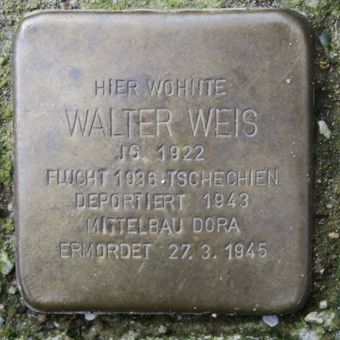 HIER WOHNTE
WALTER WEIS
JG. 1922
FLUCHT 1936 TSCHECHIEN
DEPORTIERT 1943
MITTELBAU DORA
ERMORDET 27.3.1945